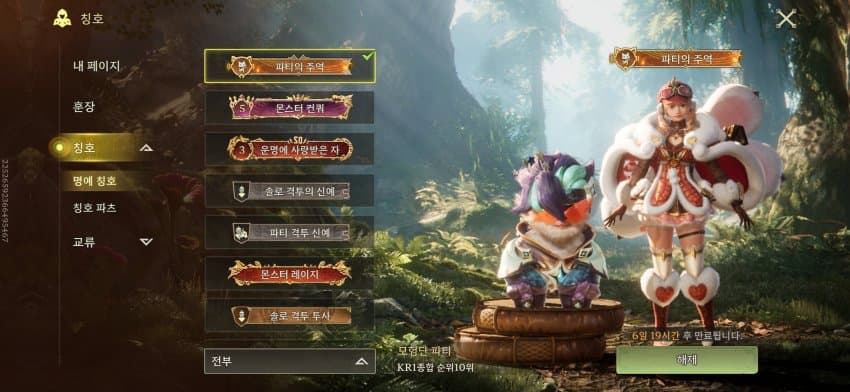 칭호
내 페이지
훈장
칭호
명예 칭호
칭호 파츠
교류
파티의 주역
5 몬스터 헌터
3 운명에 사랑받은 자
솔로 격투의 신예
파티 격투 신예
몬스터 레이지
솔로 격투 투사
전부
파티의 주역
모험단 파티
KR1종합 순위10위
6일 19시간 후 만료됩니다.
해제
2252659236649546​7